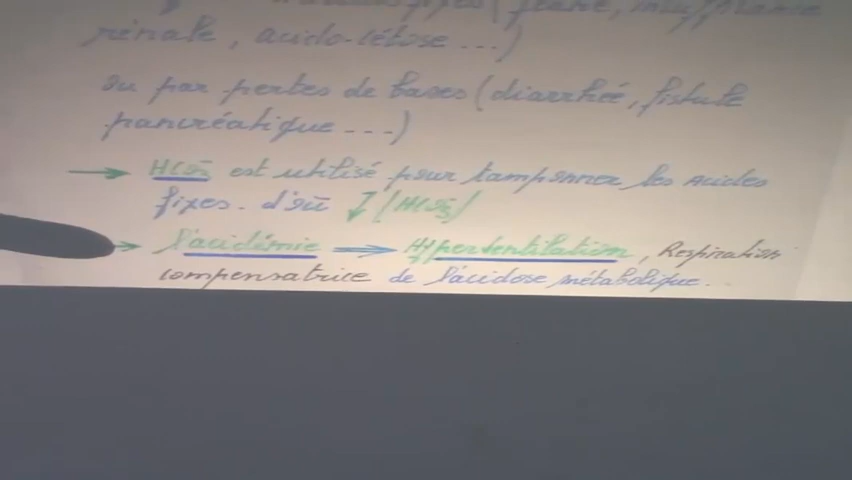 rénale, acido-cétose ...)
ou par pertes de bases (diarrhée, fistule
pancréatique ...)
→ HCO3⁻ est utilisé pour tamponner les acides
fixes. d'où ↓ [HCO3⁻]
→ l'acidémie ⇒ Hyperventilation, Respiration
compensatrice de l'acidose métabolique...